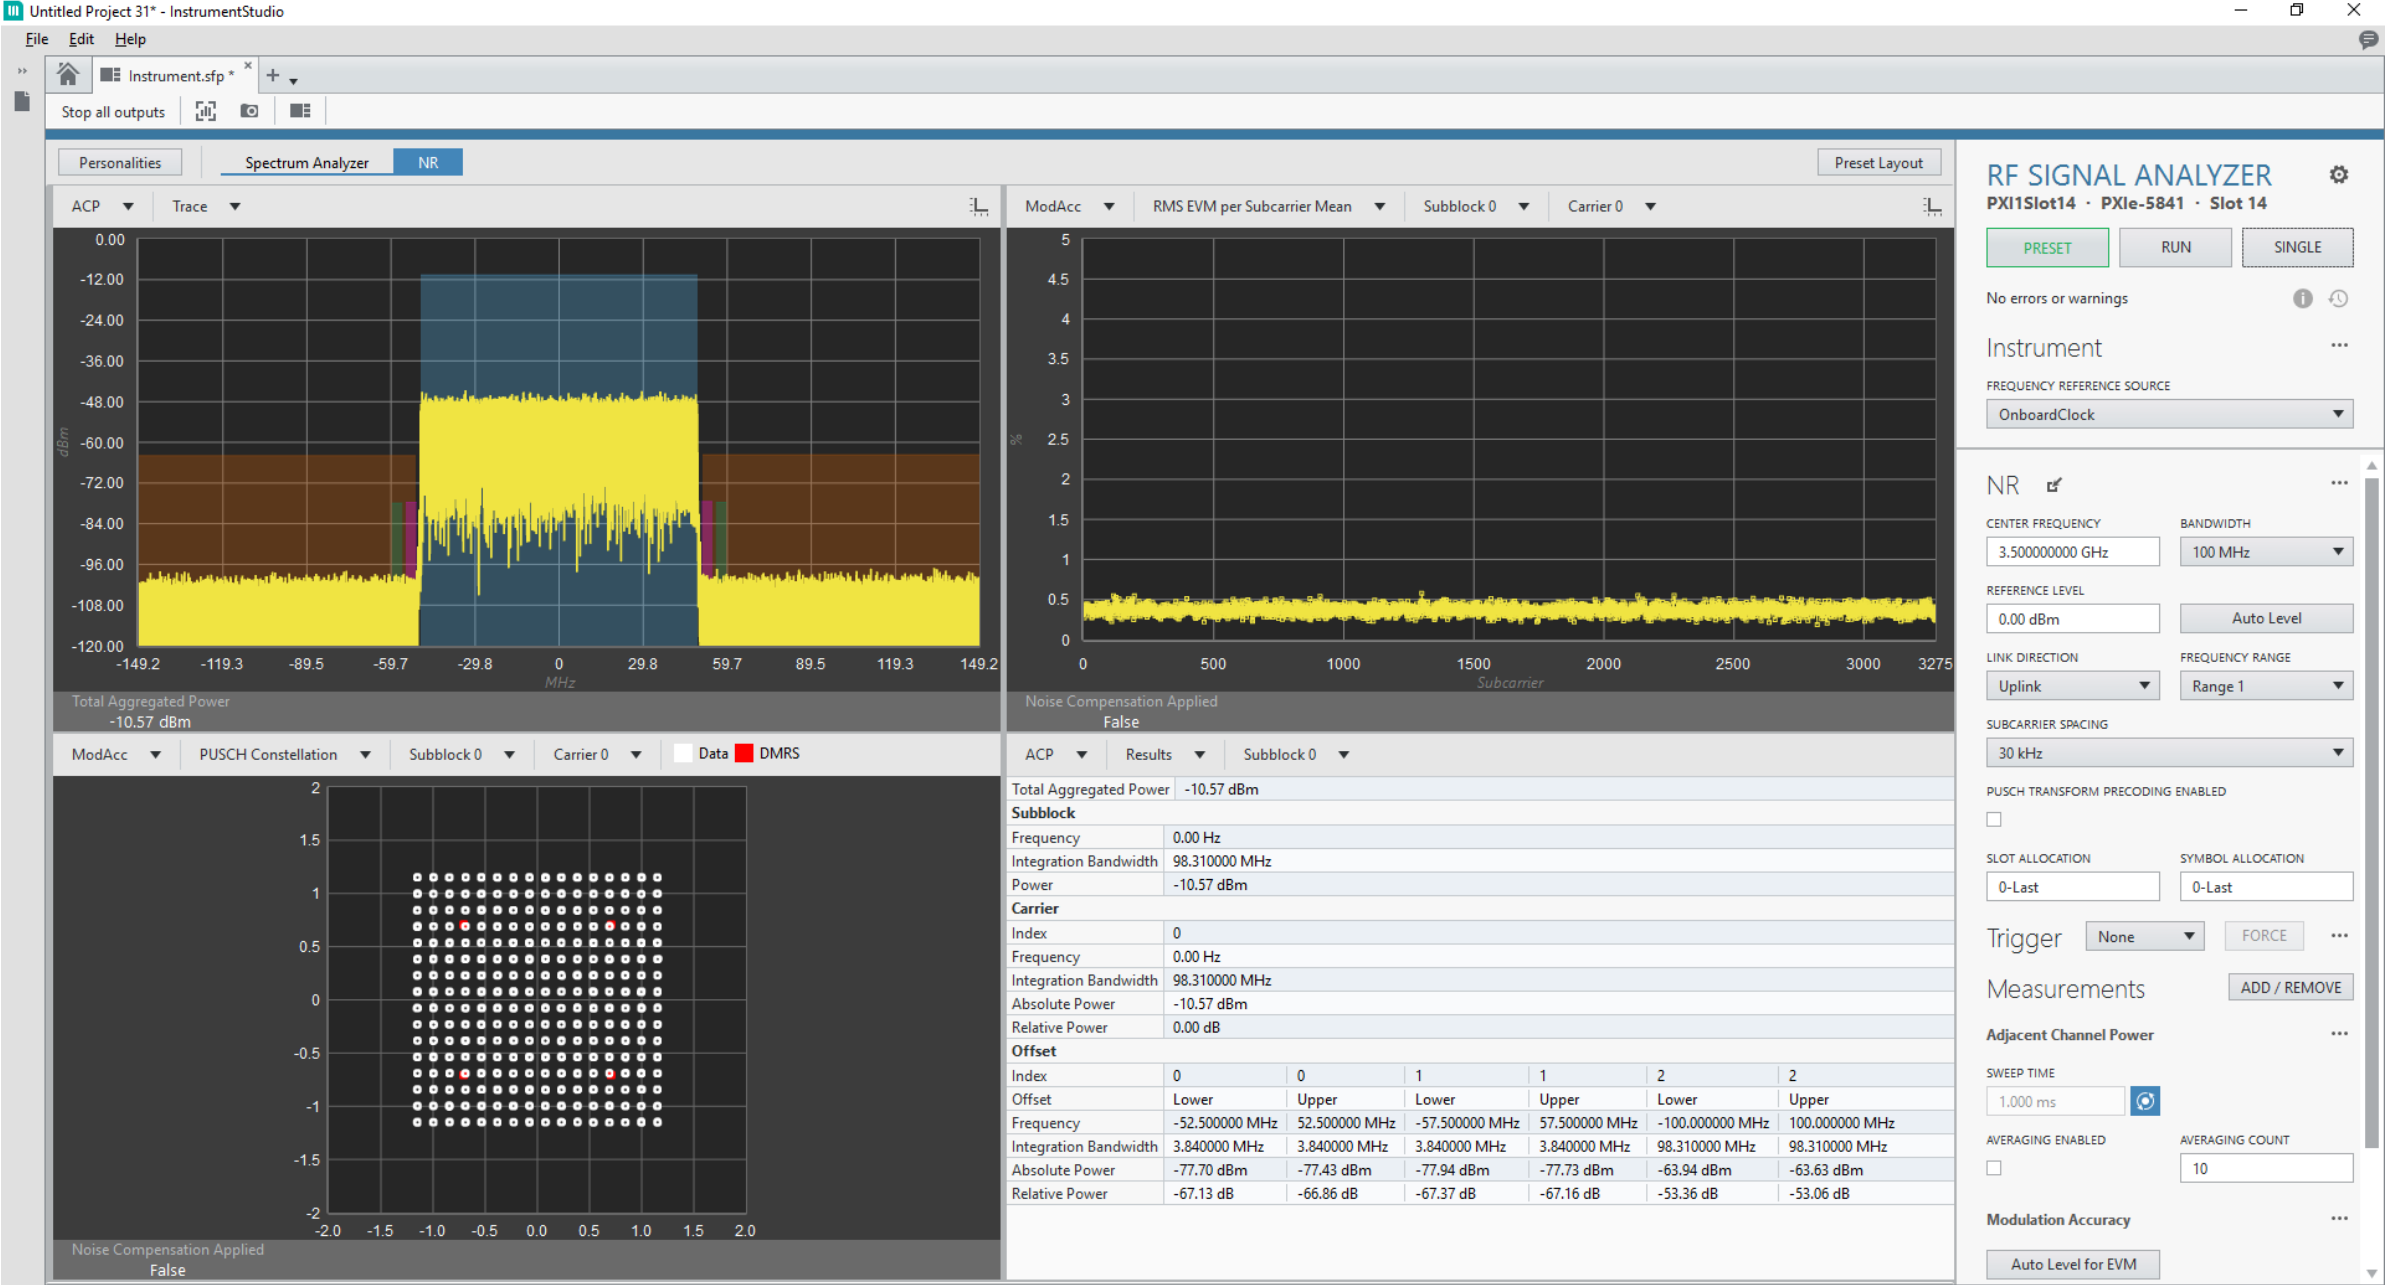 Untitled Project 31* - InstrumentStudio
File Edit Help
Instrument.sfp *
Stop all outputs
Personalities Spectrum Analyzer NR Preset Layout
ACP Trace
0.00
-12.00
-24.00
-36.00
-48.00
-60.00
-72.00
-84.00
-96.00
-108.00
-120.00
dBm
-149.2 -119.3 -89.5 -59.7 -29.8 0 29.8 59.7 89.5 119.3 149.2
MHz
Total Aggregated Power
-10.57 dBm
ModAcc RMS EVM per Subcarrier Mean Subblock 0 Carrier 0
5
4.5
4
3.5
3
2.5
2
1.5
1
0.5
0
%
0 500 1000 1500 2000 2500 3000 3275
Subcarrier
Noise Compensation Applied
False
ModAcc PUSCH Constellation Subblock 0 Carrier 0 Data DMRS
2
1.5
1
0.5
0
-0.5
-1
-1.5
-2
-2.0 -1.5 -1.0 -0.5 0.0 0.5 1.0 1.5 2.0
Noise Compensation Applied
False
ACP Results Subblock 0
Total Aggregated Power -10.57 dBm
Subblock
Frequency 0.00 Hz
Integration Bandwidth 98.310000 MHz
Power -10.57 dBm
Carrier
Index 0
Frequency 0.00 Hz
Integration Bandwidth 98.310000 MHz
Absolute Power -10.57 dBm
Relative Power 0.00 dB
Offset
Index 0 0 1 1 2 2
Offset Lower Upper Lower Upper Lower Upper
Frequency -52.500000 MHz 52.500000 MHz -57.500000 MHz 57.500000 MHz -100.000000 MHz 100.000000 MHz
Integration Bandwidth 3.840000 MHz 3.840000 MHz 3.840000 MHz 3.840000 MHz 98.310000 MHz 98.310000 MHz
Absolute Power -77.70 dBm -77.43 dBm -77.94 dBm -77.73 dBm -63.94 dBm -63.63 dBm
Relative Power -67.13 dB -66.86 dB -67.37 dB -67.16 dB -53.36 dB -53.06 dB
RF SIGNAL ANALYZER
PXI1Slot14 · PXIe-5841 · Slot 14
PRESET RUN SINGLE
No errors or warnings
Instrument
FREQUENCY REFERENCE SOURCE
OnboardClock
NR
CENTER FREQUENCY BANDWIDTH
3.500000000 GHz 100 MHz
REFERENCE LEVEL
0.00 dBm Auto Level
LINK DIRECTION FREQUENCY RANGE
Uplink Range 1
SUBCARRIER SPACING
30 kHz
PUSCH TRANSFORM PRECODING ENABLED
SLOT ALLOCATION SYMBOL ALLOCATION
0-Last 0-Last
Trigger None FORCE
Measurements ADD / REMOVE
Adjacent Channel Power
SWEEP TIME
1.000 ms
AVERAGING ENABLED AVERAGING COUNT
10
Modulation Accuracy
Auto Level for EVM